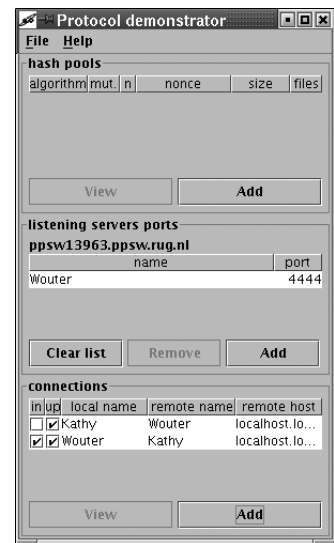 Protocol demonstrator
File Help
hash pools
algorithm mut. n nonce size files
View Add
listening servers ports
ppsw13963.ppsw.rug.nl
name port
Wouter 4444
Clear list Remove Add
connections
in up local name remote name remote host
Kathy Wouter localhost.lo...
Wouter Kathy localhost.lo...
View Add